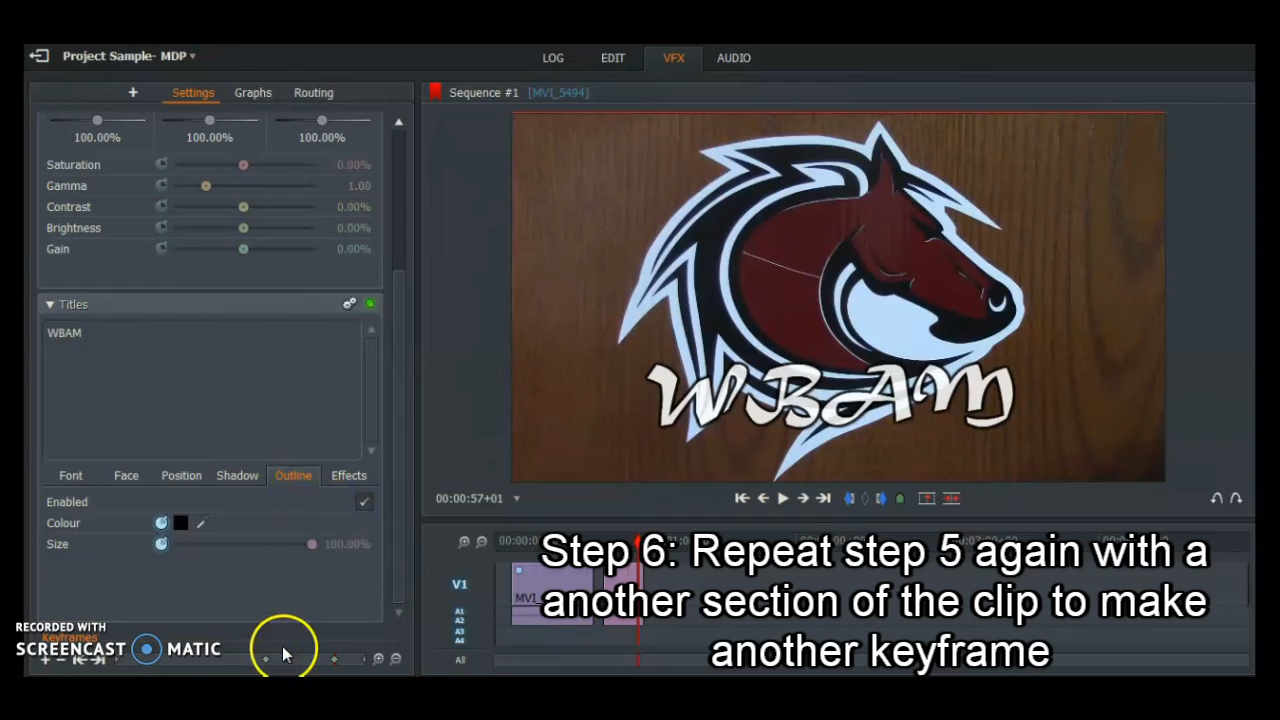 Project Sample- MDP
LOG EDIT VFX AUDIO
+ Settings Graphs Routing
Sequence #1 [MVI_5494]
100.00% 100.00% 100.00%
Saturation 0.00%
Gamma 1.00
Contrast 0.00%
Brightness 0.00%
Gain 0.00%
Titles
WBAM
WBAM
Font Face Position Shadow Outline Effects
00:00:57+01
Enabled
Colour
Size 100.00%
V1
A1
A2
A3
A4
All
Step 6: Repeat step 5 again with a
another section of the clip to make
another keyframe
Keyframes
RECORDED WITH
SCREENCAST MATIC